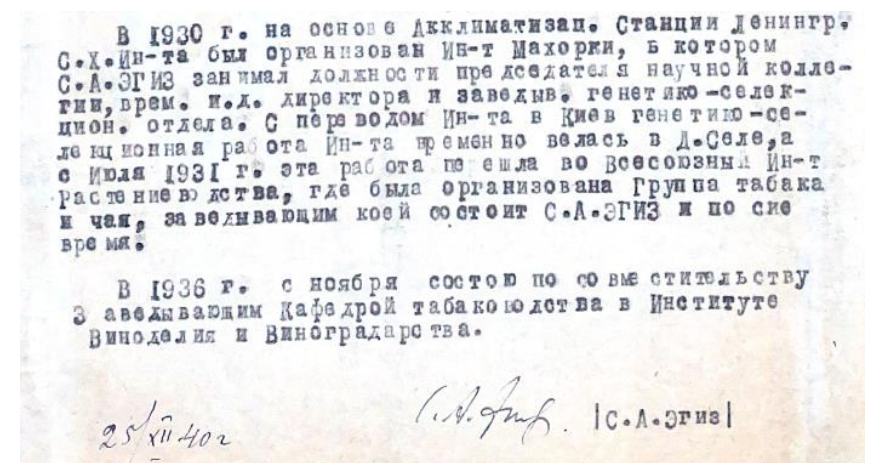 В 1930 г. на основе Акклиматизац. Станции Ленингр.
С.Х.Ин-та был организован Ин-т Махорки, в котором
С.А.ЭГИЗ занимал должности председателя научной колле-
гии,врем. и.д. директора и заведыв. генетико-селек-
цион. отдела. С переводом Ин-та в Киев генетико-се-
лекционная работа Ин-та временно велась в Д.Селе,а
с Июля 1931 г. эта работа пе ешла во Всесоюзный Ин-т
Растениеводства, где была организована Группа табака
и чая, заведывающим коей состоит С.А.ЭГИЗ и по сие
время.
В 1936 г. с ноября состою по совместительству
Заведывающим Кафедрой табаководства в Институте
Виноделия и Виноградарства.
25/XII 40г С.А.Эгиз. |С.А.Эгиз|